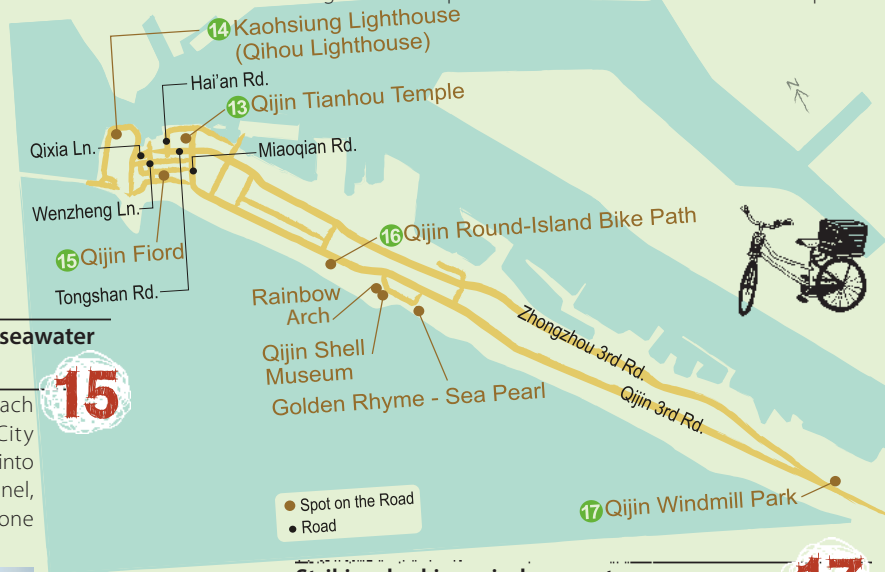 14 Kaohsiung Lighthouse
(Qihou Lighthouse)
Hai'an Rd.
13 Qijin Tianhou Temple
N
Qixia Ln.
Miaoqian Rd.
Wenzheng Ln.
16 Qijin Round-Island Bike Path
15 Qijin Fiord
Tongshan Rd.
Rainbow
Arch
Zhongzhou 3rd Rd.
seawater
Qijin Shell
Museum
15
Golden Rhyme - Sea Pearl
Qijin 3rd Rd.
ach
City
into
nel,
one
Spot on the Road
Road
17 Qijin Windmill Park
17